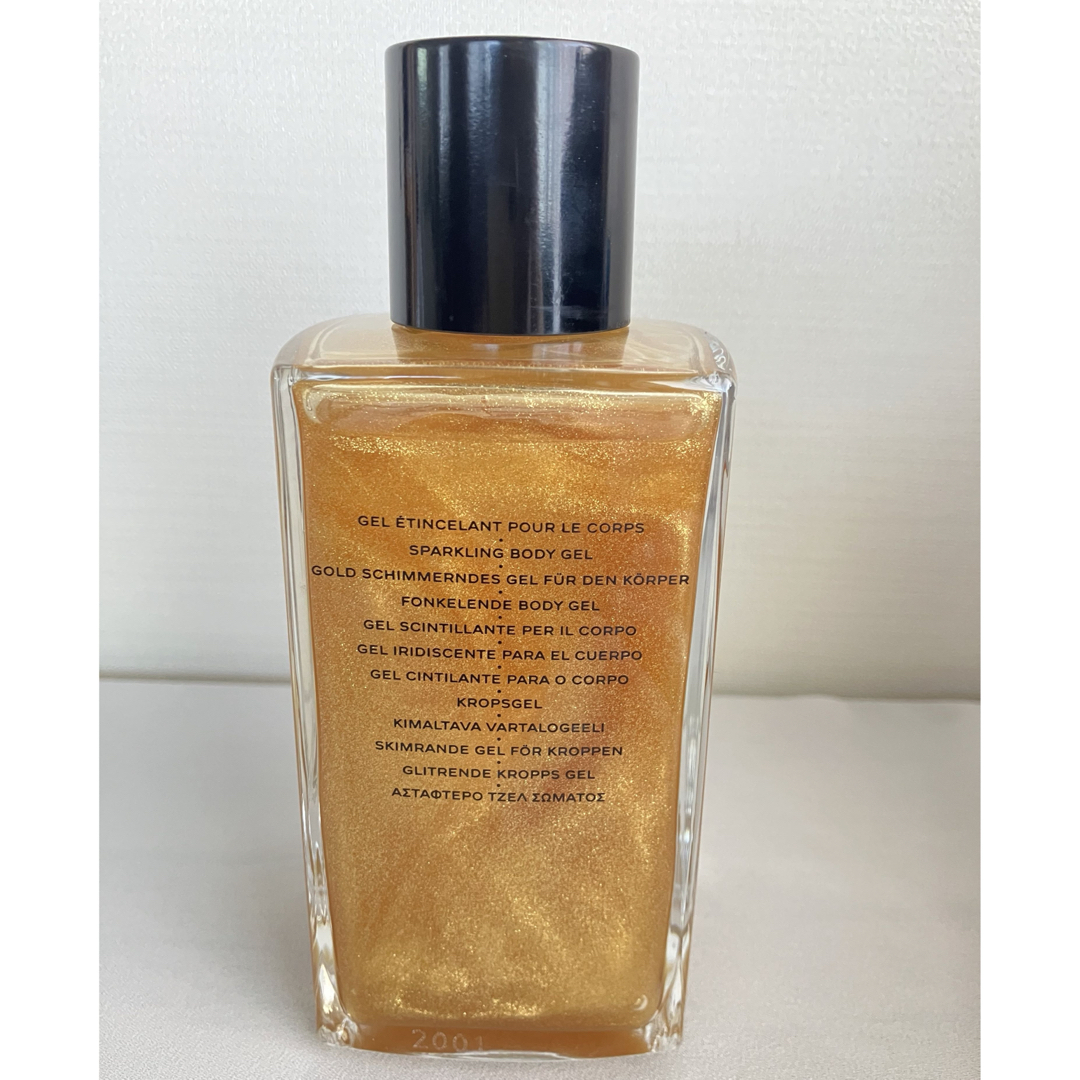 GEL ÉTINCELANT POUR LE CORPS
SPARKLING BODY GEL
GOLD SCHIMMERNDES GEL FÜR DEN KÖRPER
FONKELENDE BODY GEL
GEL SCINTILLANTE PER IL CORPO
GEL IRIDISCENTE PARA EL CUERPO
GEL CINTILANTE PARA O CORPO
KROPSGEL
KIMALTAVA VARTALOGEELI
SKIMRANDE GEL FÖR KROPPEN
GLITRENDE KROPPS GEL
ΑΣΤΑΦΤΕΡΟ ΤΖΕΛ ΣΩΜΑΤΟΣ
2001